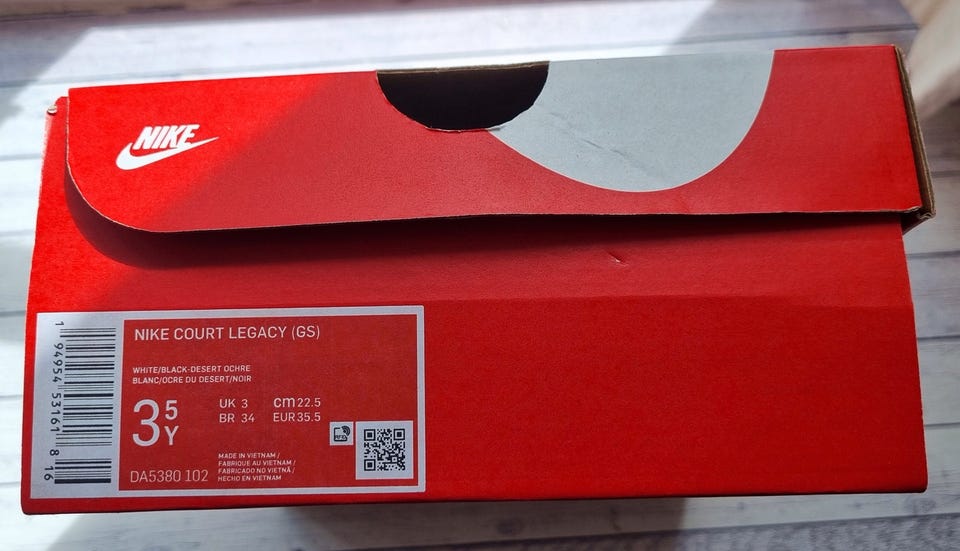 NIKE
NIKE COURT LEGACY (GS)
WHITE/BLACK-DESERT OCHRE
BLANC/OCRE DU DESERT/NOIR
3 5 Y
UK 3
cm 22.5
BR 34
EUR 35.5
RFID
DA5380 102
MADE IN VIETNAM /
FABRIQUE AU VIETNAM /
FABRICADO NO VIETNÃ /
HECHO EN VIETNAM
1 94954 53161 8 16